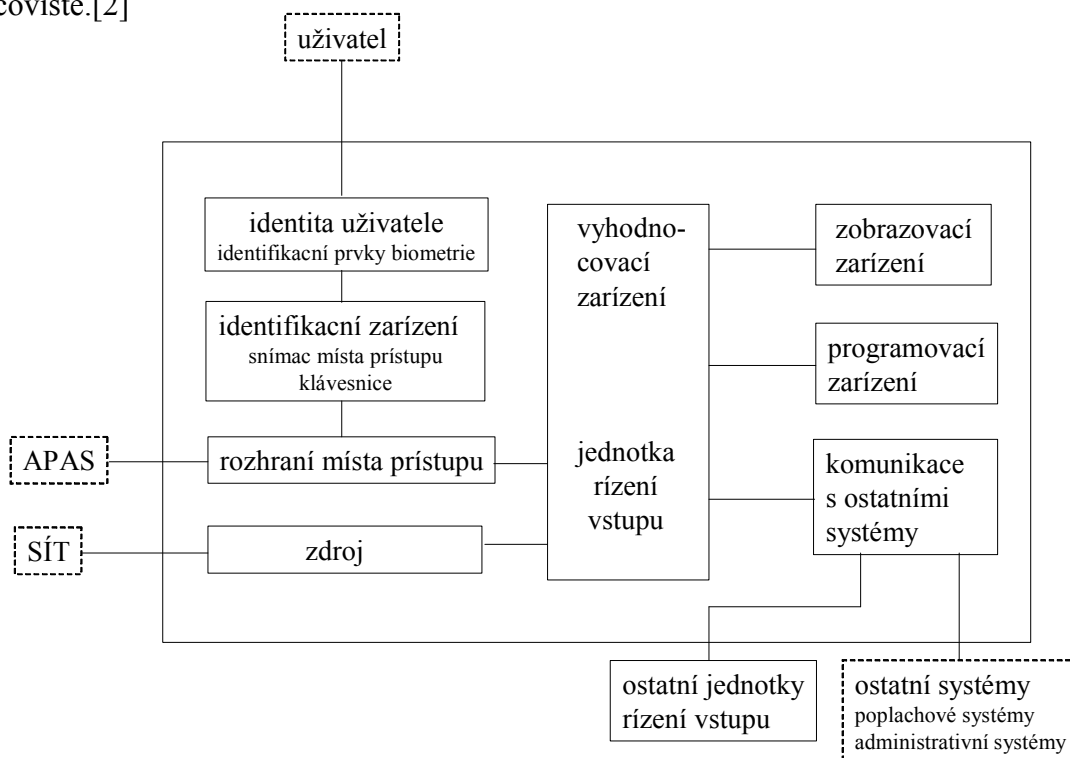 coviste.[2]
uživatel
identita uživatele
identifikacní prvky biometrie
identifikacní zarízení
snímac místa prístupu
klávesnice
APAS
rozhraní místa prístupu
SÍT
zdroj
vyhodno-
covací
zarízení
jednotka
rízení
vstupu
zobrazovací
zarízení
programovací
zarízení
komunikace
s ostatními
systémy
ostatní jednotky
rízení vstupu
ostatní systémy
poplachové systémy
administrativní systémy